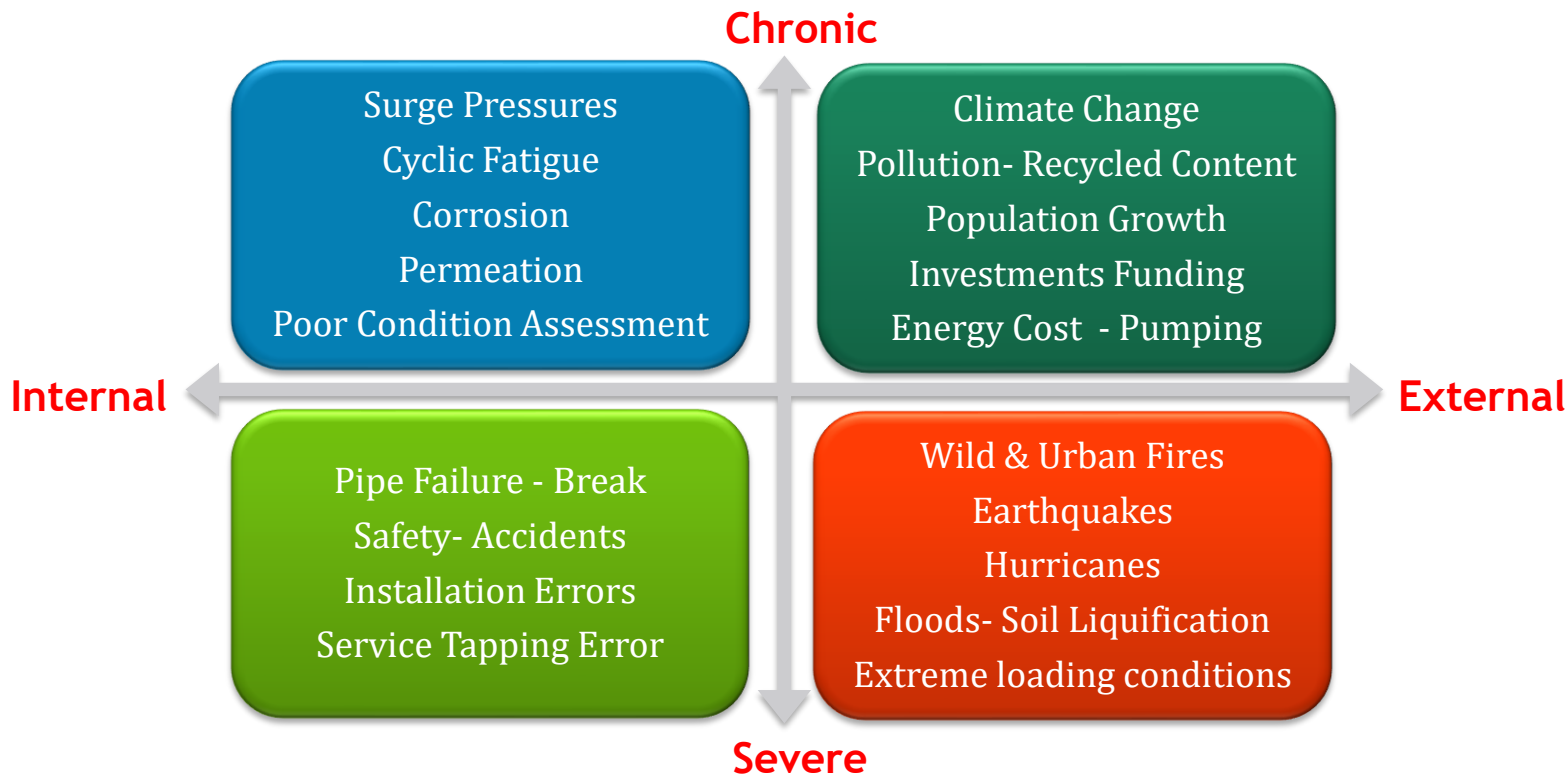 Chronic
Surge Pressures
Cyclic Fatigue
Corrosion
Permeation
Poor Condition Assessment
Climate Change
Pollution- Recycled Content
Population Growth
Investments Funding
Energy Cost  - Pumping
Internal
External
Pipe Failure - Break
Safety- Accidents
Installation Errors
Service Tapping Error
Wild & Urban Fires
Earthquakes
Hurricanes
Floods- Soil Liquification
Extreme loading conditions
Severe